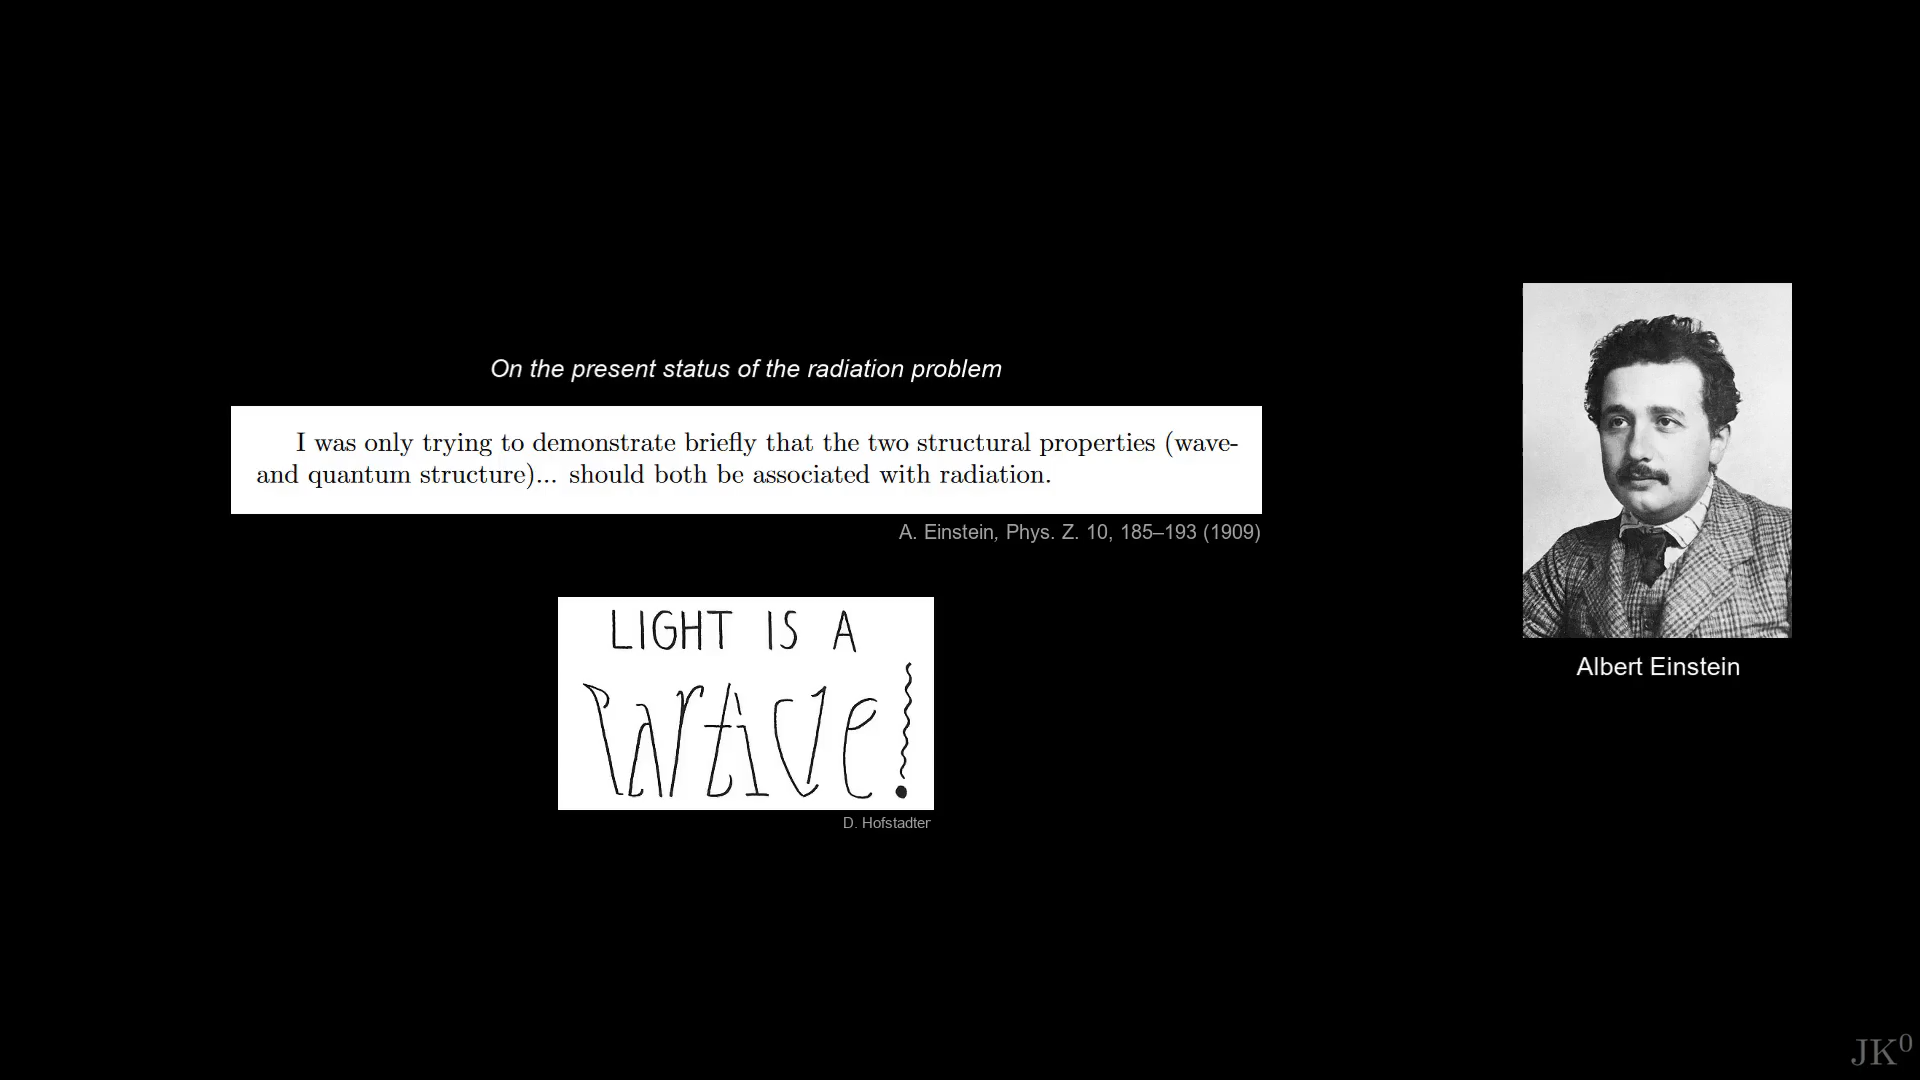 On the present status of the radiation problem
I was only trying to demonstrate briefly that the two structural properties (wave-
and quantum structure)... should both be associated with radiation.
A. Einstein, Phys. Z. 10, 185–193 (1909)
LIGHT IS A
Particle!
D. Hofstadter
Albert Einstein
JK⁰